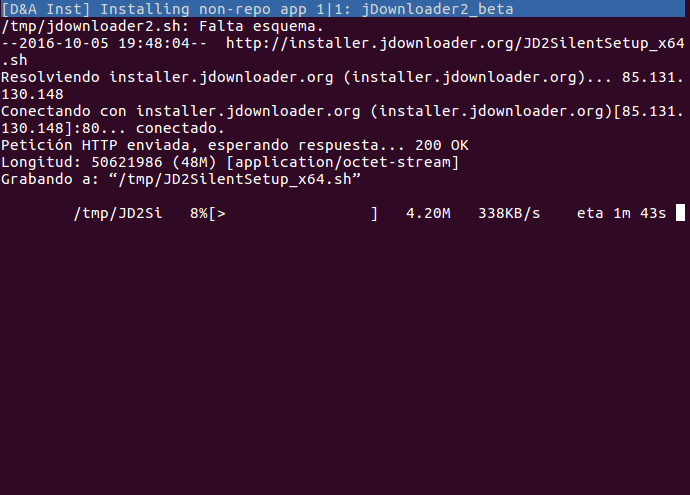 [D&A Inst] Installing non-repo app 1|1: jDownloader2_beta
/tmp/jdownloader2.sh: Falta esquema.
--2016-10-05 19:48:04--  http://installer.jdownloader.org/JD2SilentSetup_x64
.sh
Resolviendo installer.jdownloader.org (installer.jdownloader.org)... 85.131.
130.148
Conectando con installer.jdownloader.org (installer.jdownloader.org)[85.131.
130.148]:80... conectado.
Petición HTTP enviada, esperando respuesta... 200 OK
Longitud: 50621986 (48M) [application/octet-stream]
Grabando a: “/tmp/JD2SilentSetup_x64.sh”
/tmp/JD2Si   8%[>                  ]   4.20M   338KB/s    eta 1m 43s